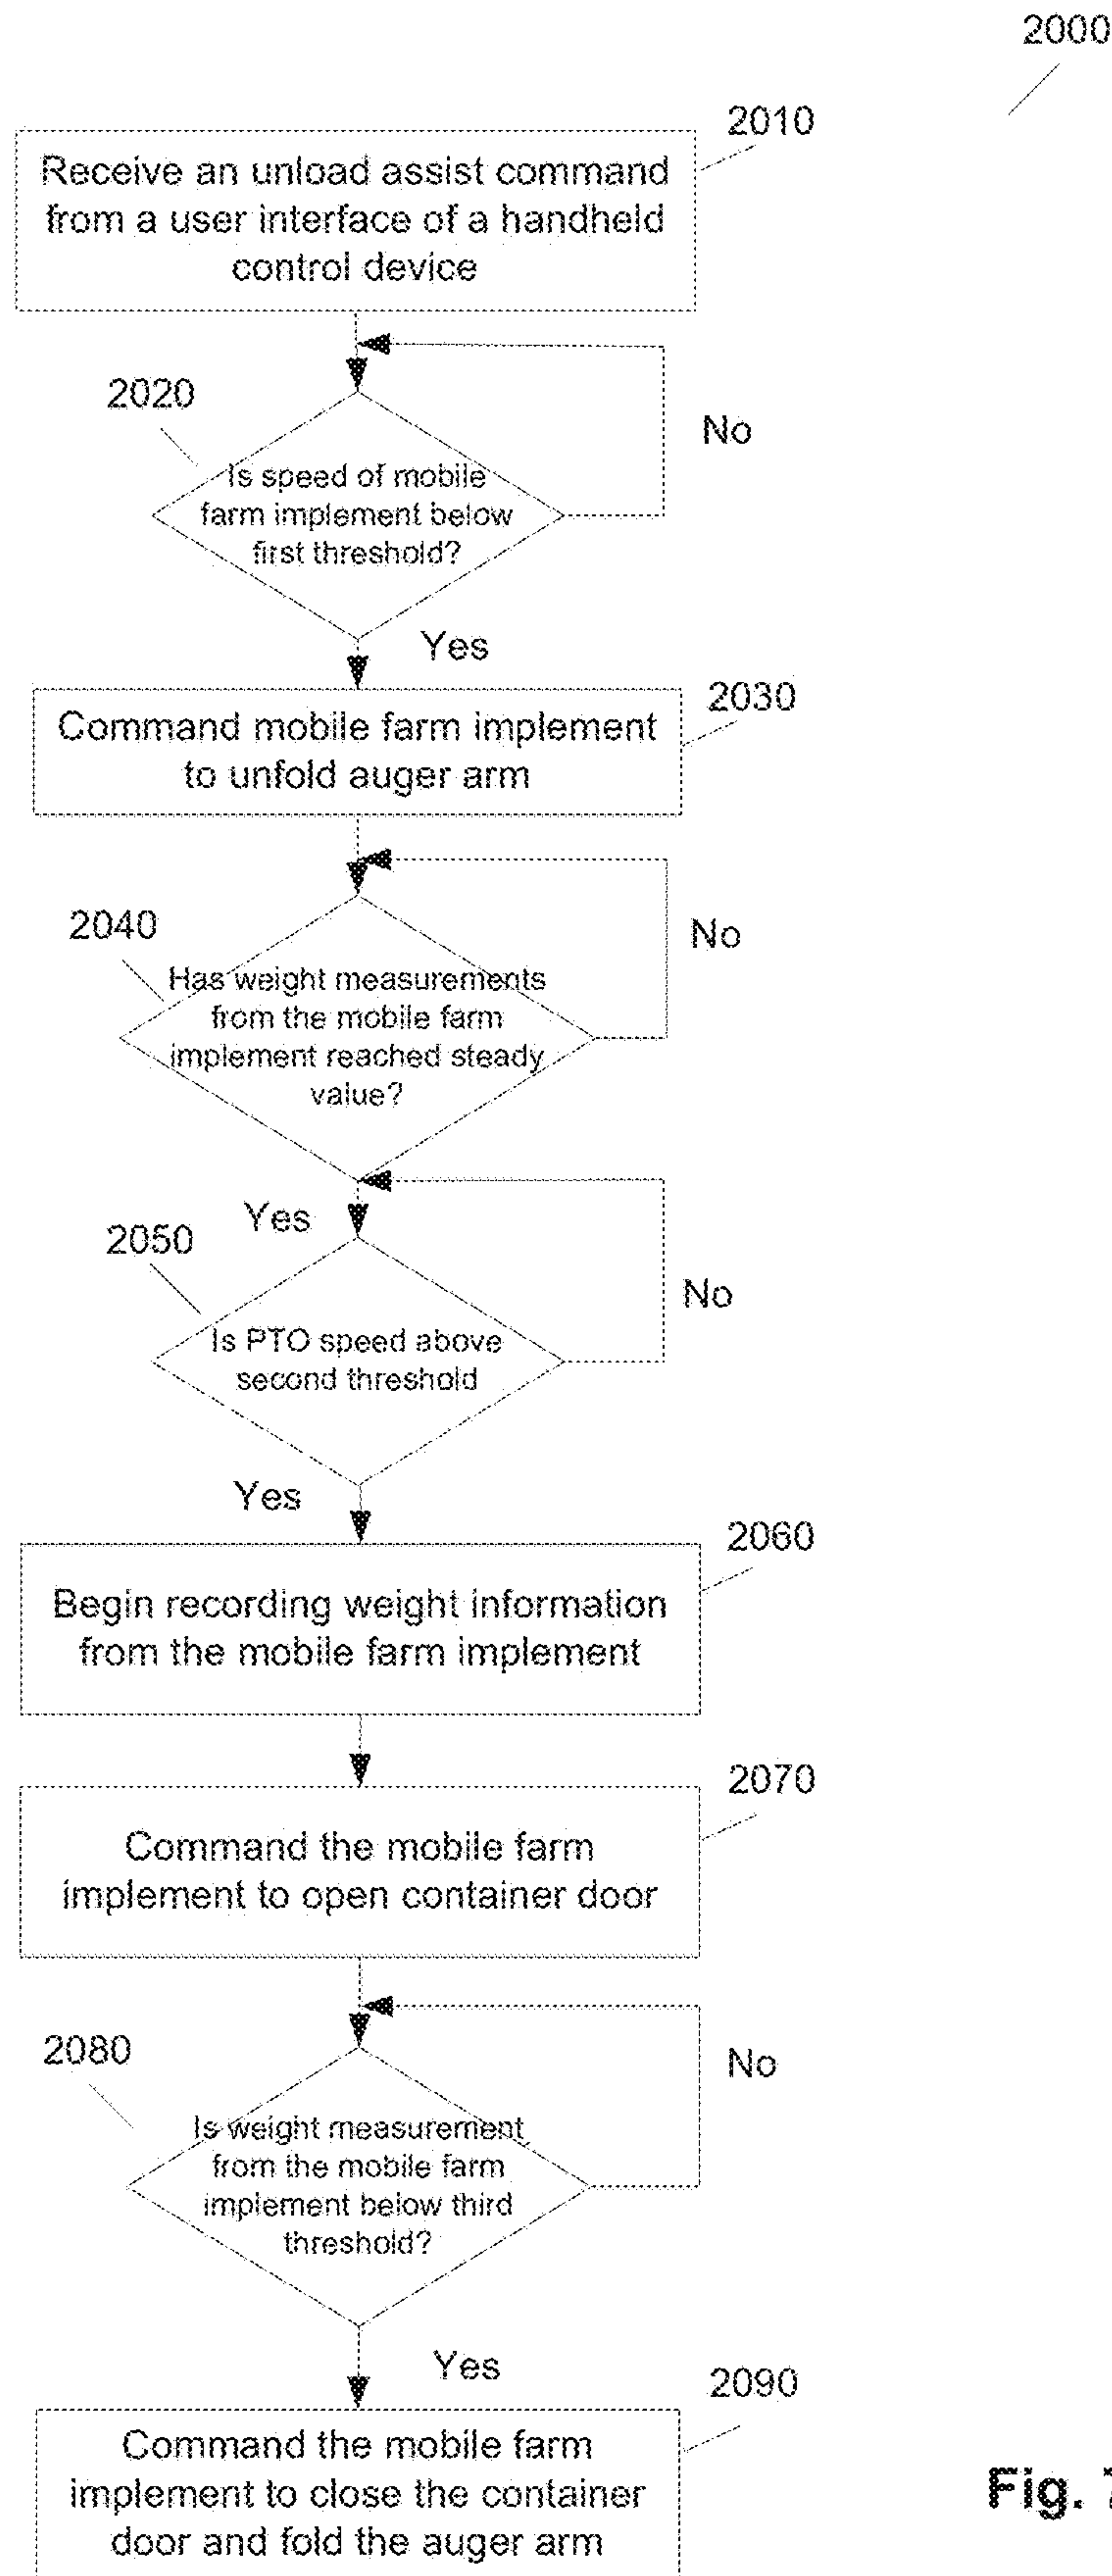 2000
2010
Receive an unload assist command
from a user interface of a handheld
control device
2020
No
Is speed of mobile
farm implement below
first threshold?
Yes
2030
Command mobile farm implement
to unfold auger arm
2040
No
Has weight measurements
from the mobile farm
implement reached steady
value?
Yes
2050
No
Is PTO speed above
second threshold
Yes
2060
Begin recording weight information
from the mobile farm implement
2070
Command the mobile farm
implement to open container door
2080
No
Is weight measurement
from the mobile farm
implement below third
threshold?
Yes
2090
Command the mobile farm
implement to close the container
door and fold the auger arm
Fig. 7